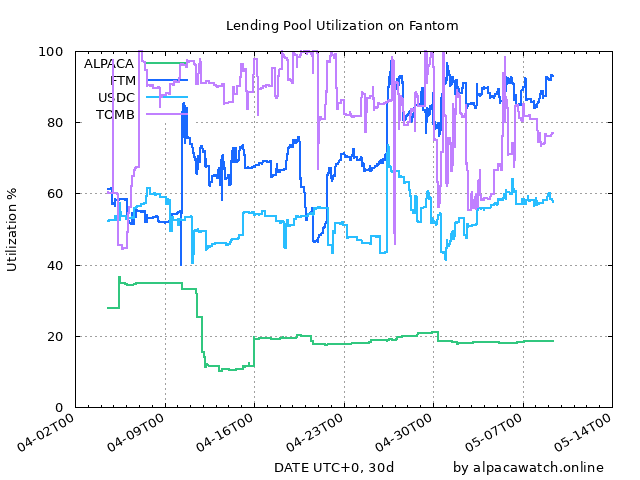 Lending Pool Utilization on Fantom
100
80
60
40
20
0
Utilization %
ALPACA
FTM
USDC
TOMB
04-02T00
04-09T00
04-16T00
04-23T00
04-30T00
05-07T00
05-14T00
DATE UTC+0, 30d
by alpacawatch.online